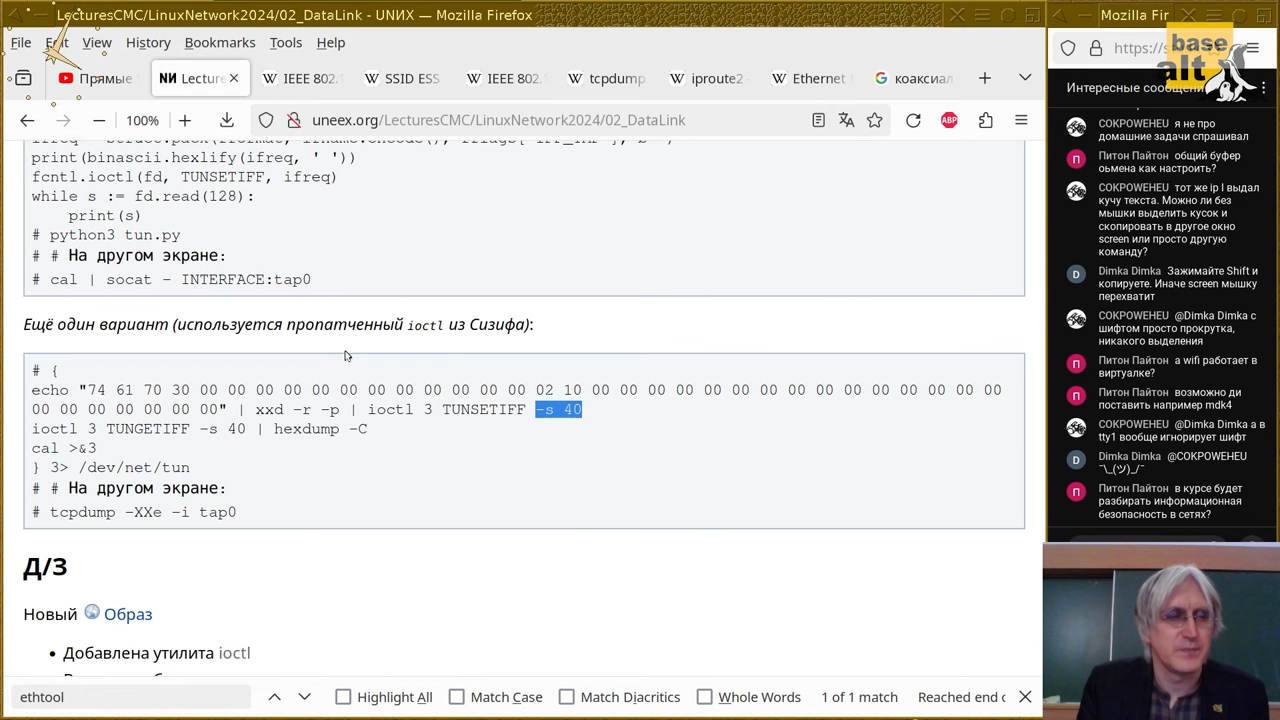 LecturesCMC/LinuxNetwork2024/02_DataLink - UNИX — Mozilla Firefox
Mozilla Fir
File Edit View History Bookmarks Tools Help
Прямые
Lecture
IEEE 802.1
SSID ESS
IEEE 802.
tcpdump
iproute2
Ethernet
коаксиал
100%
uneex.org/LecturesCMC/LinuxNetwork2024/02_DataLink
https://s
base
alt
print(binascii.hexlify(ifreq, ' '))
fcntl.ioctl(fd, TUNSETIFF, ifreq)
while s := fd.read(128):
    print(s)
# python3 tun.py
# # На другом экране:
# cal | socat - INTERFACE:tap0
Ещё один вариант (используется пропатченный ioctl из Сизифа):
# {
echo "74 61 70 30 00 00 00 00 00 00 00 00 00 00 00 00 02 10 00 00 00 00 00 00 00 00 00 00 00 00 00 00 00
00 00 00 00 00 00 00" | xxd -r -p | ioctl 3 TUNSETIFF -s 40
ioctl 3 TUNGETIFF -s 40 | hexdump -C
cal >&3
} 3> /dev/net/tun
# # На другом экране:
# tcpdump -XXe -i tap0
Д/З
Новый Образ
• Добавлена утилита ioctl
ethtool
Highlight All Match Case Match Diacritics Whole Words 1 of 1 match Reached end o
Интересные сообщени
COKPOWEHEU я не про
домашние задачи спрашивал
Питон Пайтон общий буфер
оьмена как настроить?
COKPOWEHEU тот же ip l выдал
кучу текста. Можно ли без
мышки выделить кусок и
скопировать в другое окно
screen или просто другую
команду?
Dimka Dimka Зажимайте Shift и
копируете. Иначе screen мышку
перехватит
COKPOWEHEU @Dimka Dimka с
шифтом просто прокрутка,
никакого выделения
Питон Пайтон а wifi работает в
виртуалке?
Питон Пайтон возможно ди
поставить например mdk4
COKPOWEHEU @Dimka Dimka а в
tty1 вообще игнорирует шифт
Dimka Dimka @COKPOWEHEU
¯\_(ツ)_/¯
Питон Пайтон в курсе будет
разбирать информационная
безопасность в сетях?